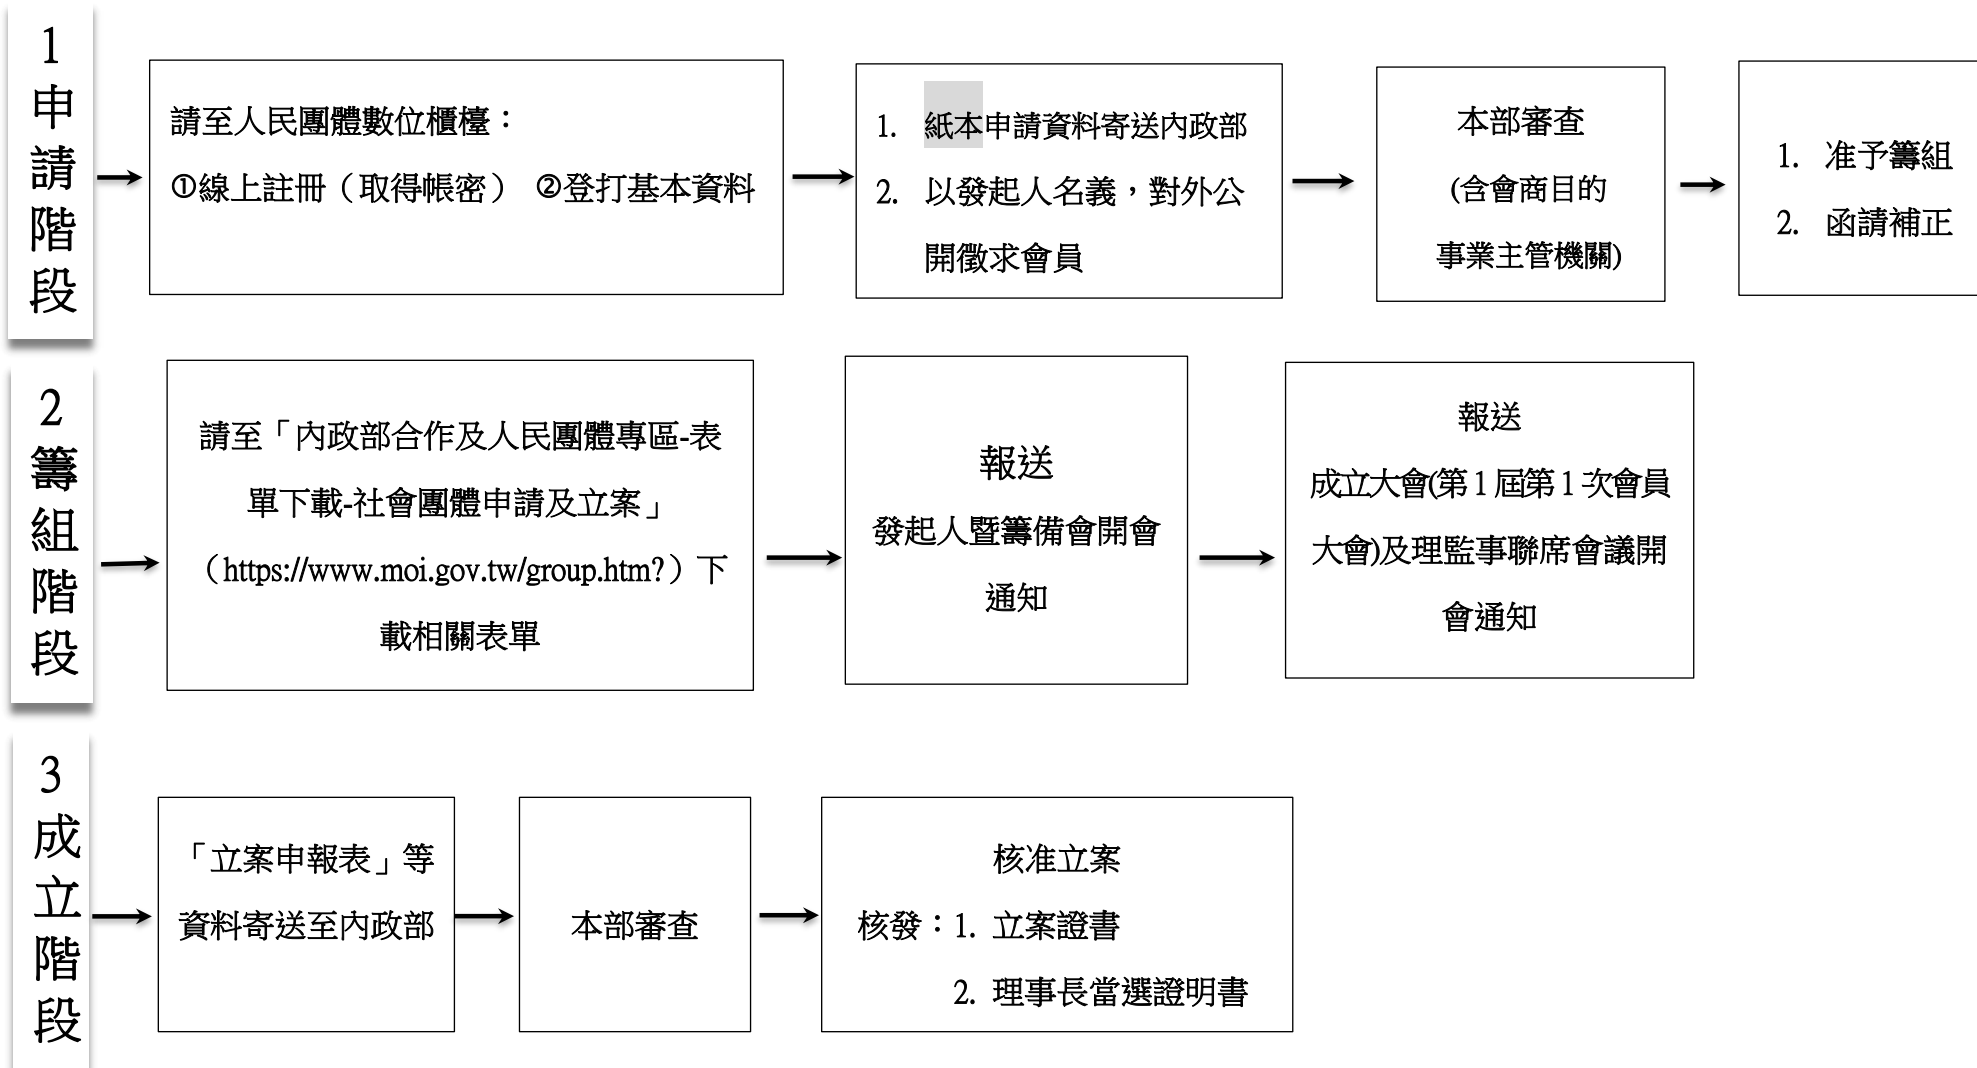 1
申
請
階
段
請至人民團體數位櫃檯：
①線上註冊（取得帳密） ②登打基本資料
1. 紙本申請資料寄送內政部
2. 以發起人名義，對外公
開徵求會員
本部審查
(含會商目的
事業主管機關)
1. 准予籌組
2. 函請補正
2
籌
組
階
段
請至「內政部合作及人民團體專區-表
單下載-社會團體申請及立案」
（https://www.moi.gov.tw/group.htm?）下
載相關表單
報送
發起人暨籌備會開會
通知
報送
成立大會(第 1 屆第 1 次會員
大會)及理監事聯席會議開
會通知
3
成
立
階
段
「立案申報表」等
資料寄送至內政部
本部審查
核准立案
核發：1. 立案證書
2. 理事長當選證明書